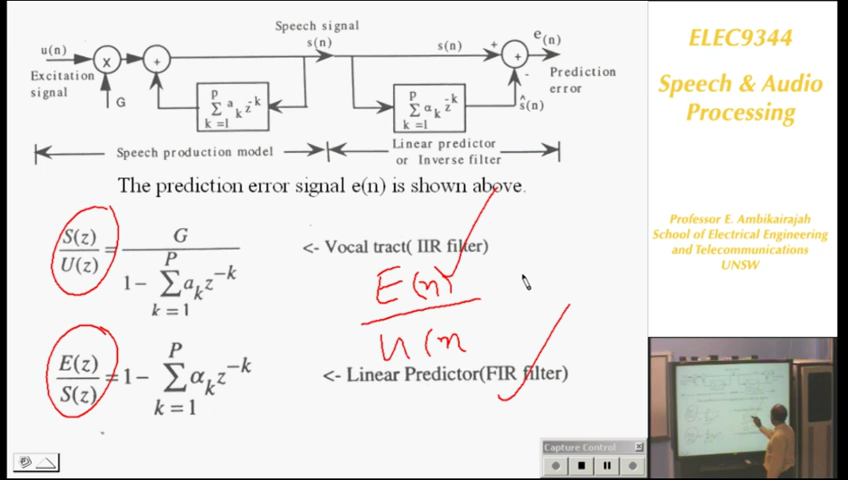 Speech signal
s(n)
u(n)
Excitation
signal
X
G
+
P
∑ a_k z^-k
k =1
s(n)
+
+
-
e(n)
Prediction
error
P
∑ α_k z^-k
k =1
ŝ(n)
Speech production model
Linear predictor
or Inverse filter
The prediction error signal e(n) is shown above.
S(z)/U(z) = G / (1 - ∑_{k = 1}^{P} a_k z^-k)
<- Vocal tract( IIR filter)
E(n)
u(n
E(z)/S(z) = 1 - ∑_{k = 1}^{P} α_k z^-k
<- Linear Predictor(FIR filter)
Capture Control
ELEC9344
Speech & Audio
Processing
Professor E. Ambikairajah
School of Electrical Engineering
and Telecommunications
UNSW